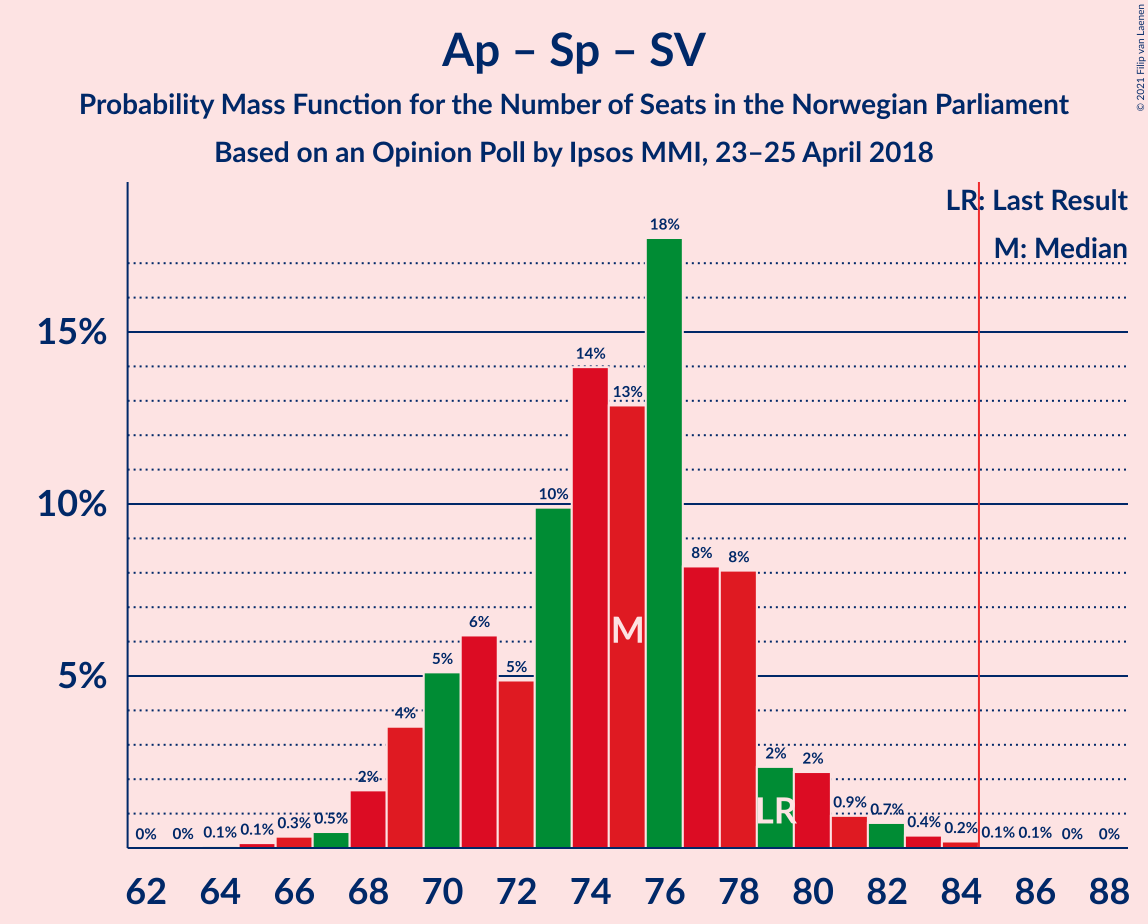 Ap – Sp – SV
Probability Mass Function for the Number of Seats in the Norwegian Parliament
Based on an Opinion Poll by Ipsos MMI, 23–25 April 2018
© 2021 Filip van Laenen
LR: Last Result
M: Median
15%
10%
5%
0% 0% 0.1% 0.1% 0.3% 0.5% 2% 4% 5% 6% 5% 10% 14% 13% 18% 8% 8% 2% 2% 0.9% 0.7% 0.4% 0.2% 0.1% 0.1% 0% 0%
M
LR
62 64 66 68 70 72 74 76 78 80 82 84 86 88